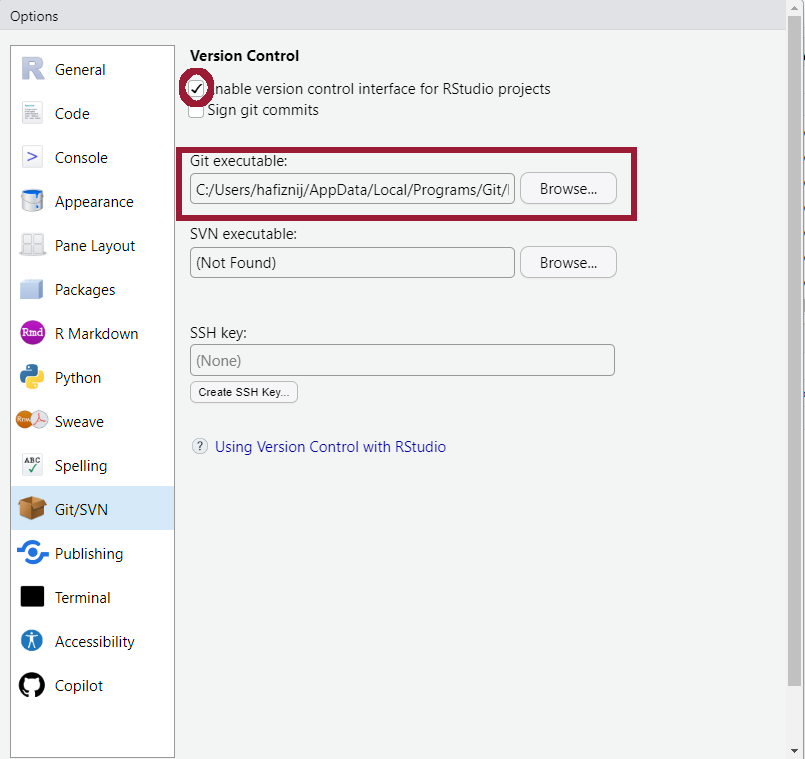 Options
General
Code
Console
Appearance
Pane Layout
Packages
Rmd R Markdown
Python
Sweave
ABC Spelling
Git/SVN
Publishing
Terminal
Accessibility
Copilot
Version Control
nable version control interface for RStudio projects
Sign git commits
Git executable:
C:/Users/hafiznij/AppData/Local/Programs/Git/ Browse...
SVN executable:
(Not Found) Browse...
SSH key:
(None)
Create SSH Key...
? Using Version Control with RStudio